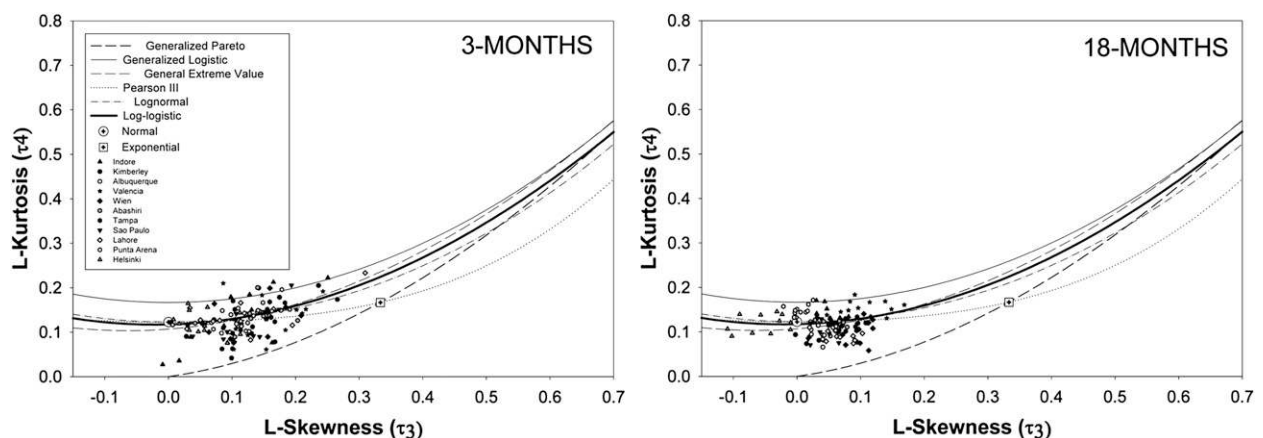 3-MONTHS
L-Kurtosis (τ4)
0.8
0.7
0.6
0.5
0.4
0.3
0.2
0.1
0.0
Generalized Pareto
Generalized Logistic
General Extreme Value
Pearson III
Lognormal
Log-logistic
Normal
Exponential
Indore
Kimberley
Albuquerque
Valencia
Wien
Abashiri
Tampa
Sao Paulo
Lahore
Punta Arena
Helsinki
-0.1 0.0 0.1 0.2 0.3 0.4 0.5 0.6 0.7
L-Skewness (τ3)
18-MONTHS
L-Kurtosis (τ4)
0.8
0.7
0.6
0.5
0.4
0.3
0.2
0.1
0.0
-0.1 0.0 0.1 0.2 0.3 0.4 0.5 0.6 0.7
L-Skewness (τ3)